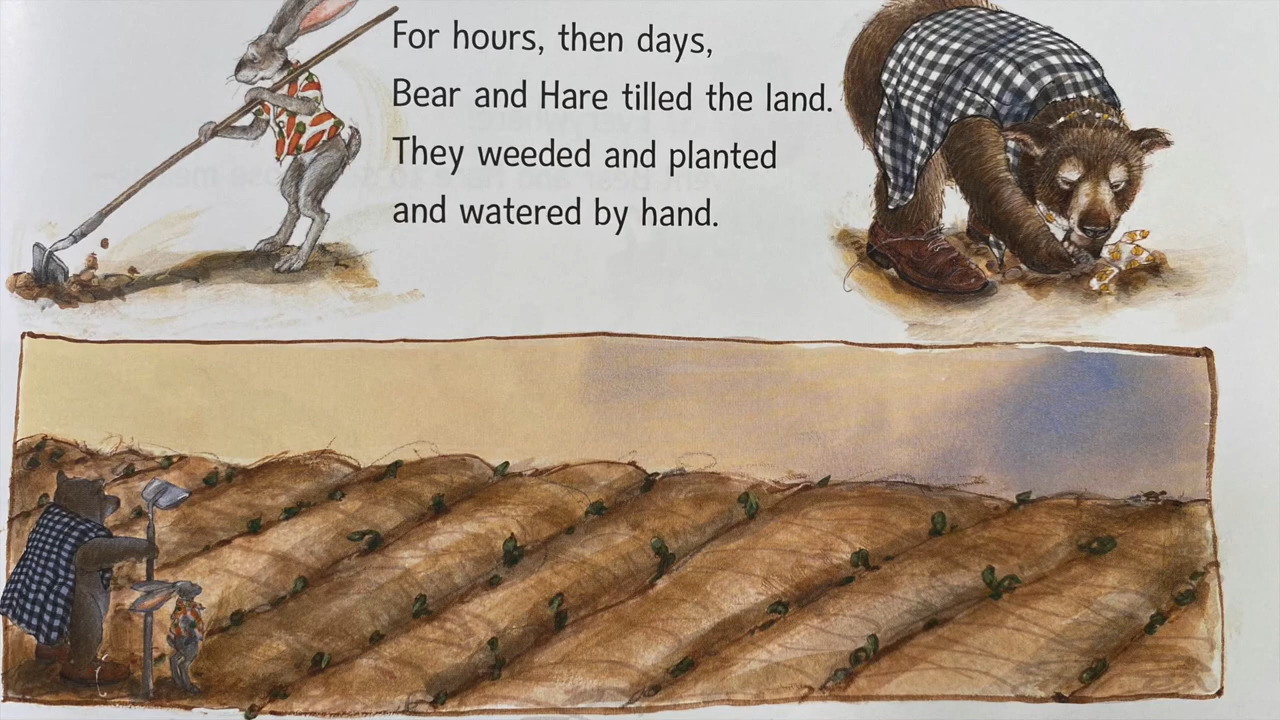 For hours, then days,
Bear and Hare tilled the land.
They weeded and planted
and watered by hand.